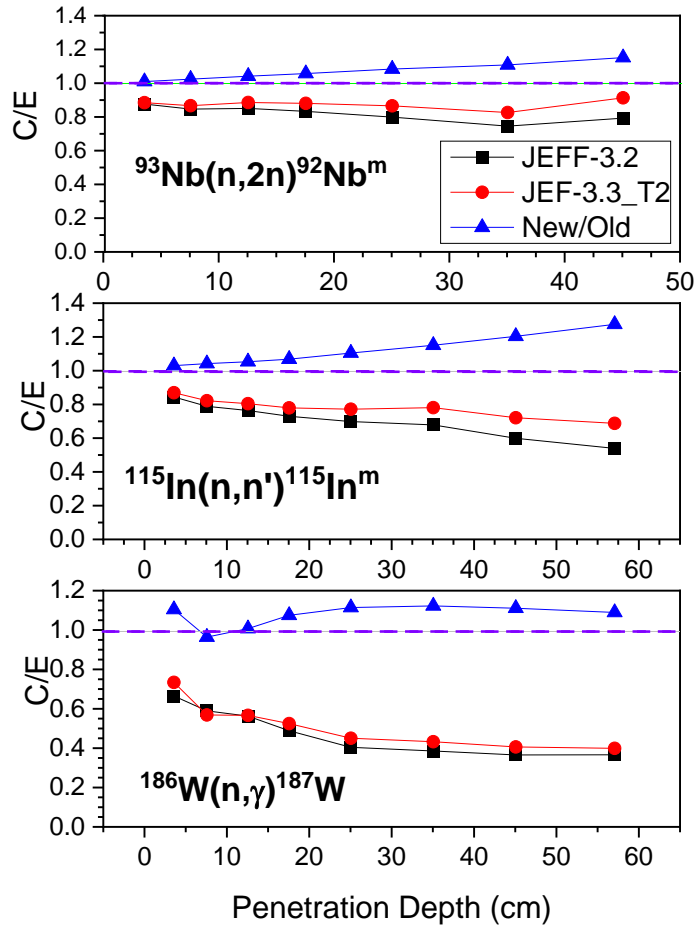 1.4
1.2
1.0
0.8
0.6
0.4
0.2
0.0
C/E
⁹³Nb(n,2n)⁹²Nbᵐ
JEFF-3.2
JEF-3.3_T2
New/Old
0 10 20 30 40 50
1.4
1.2
1.0
0.8
0.6
0.4
0.2
0.0
C/E
¹¹⁵In(n,n')¹¹⁵Inᵐ
0 10 20 30 40 50 60
1.2
1.0
0.8
0.6
0.4
0.2
0.0
C/E
¹⁸⁶W(n,γ)¹⁸⁷W
0 10 20 30 40 50 60
Penetration Depth (cm)